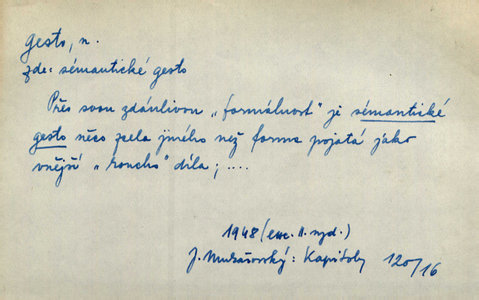 gesto, n.
zde: sémantické gesto
Přes svou zdánlivou „formálnost" je sémantické
gesto něco zcela jiného než forma pojatá jako
vnější „roucho" díla; ....
1948 (exc. II. vyd.)
J. Mukařovský: Kapitoly 120/16